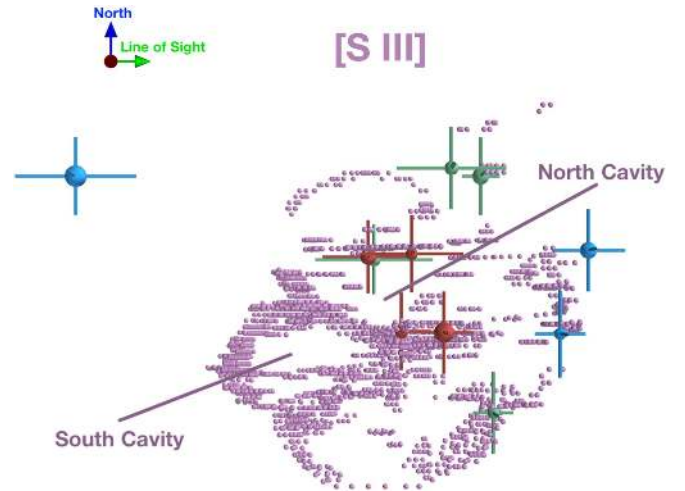 North
Line of Sight
[S III]
North Cavity
South Cavity